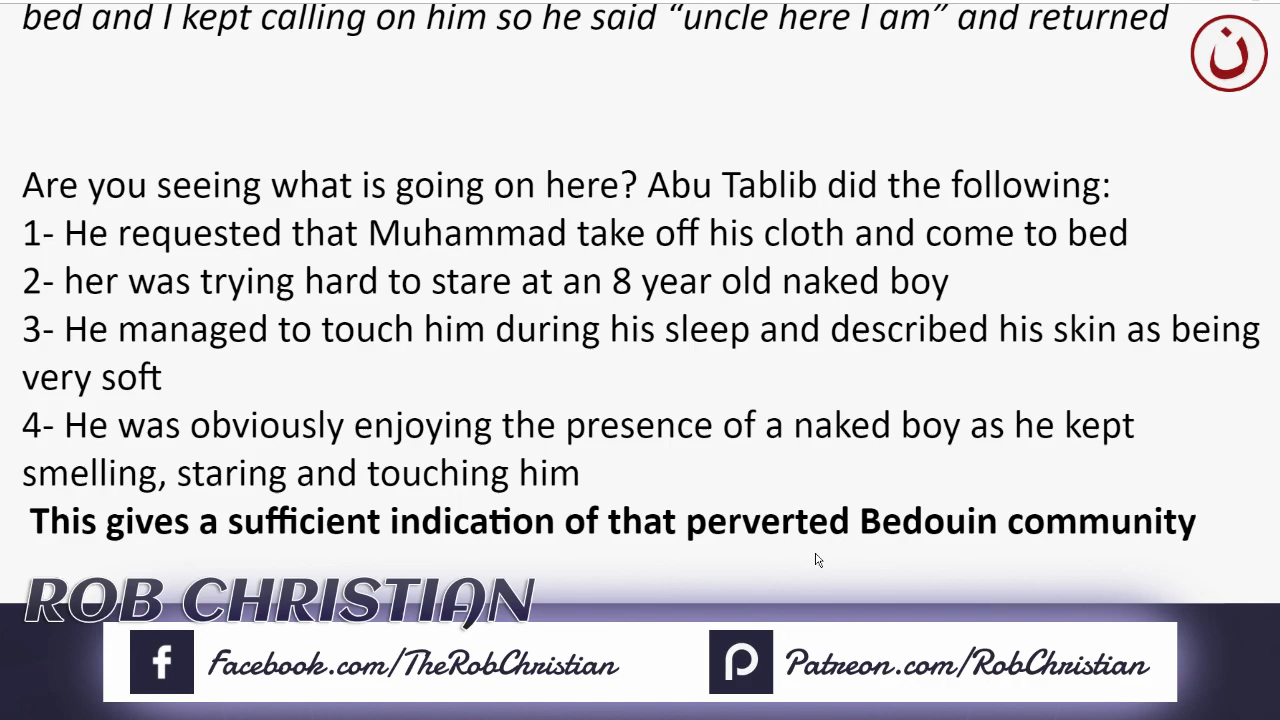 bed and I kept calling on him so he said “uncle here I am” and returned
ن
Are you seeing what is going on here? Abu Tablib did the following:
1- He requested that Muhammad take off his cloth and come to bed
2- her was trying hard to stare at an 8 year old naked boy
3- He managed to touch him during his sleep and described his skin as being
very soft
4- He was obviously enjoying the presence of a naked boy as he kept
smelling, staring and touching him
This gives a sufficient indication of that perverted Bedouin community
ROB CHRISTIAN
f Facebook.com/TheRobChristian
Patreon.com/RobChristian